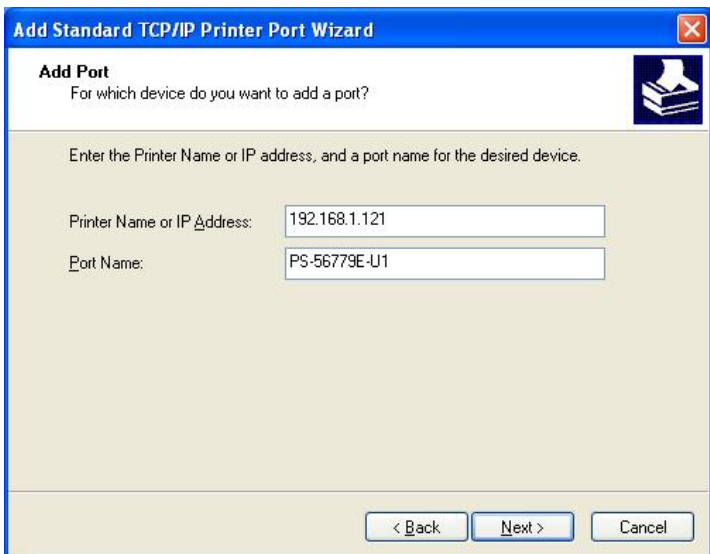 Add Standard TCP/IP Printer Port Wizard
Add Port
For which device do you want to add a port?
Enter the Printer Name or IP address, and a port name for the desired device.
Printer Name or IP Address: 192.168.1.121
Port Name: PS-56779E-U1
< Back Next > Cancel